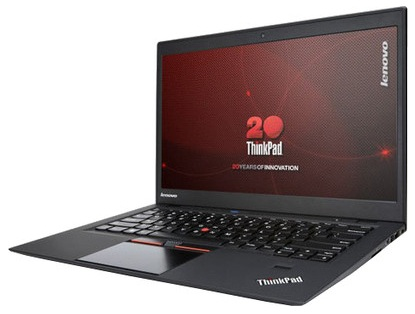 lenovo
20
ThinkPad.
20 YEARS OF INNOVATION
lenovo
ThinkPad